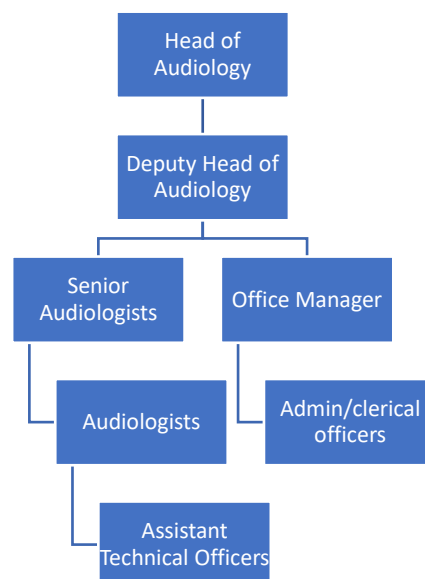 Head of
Audiology
Deputy Head of
Audiology
Senior
Audiologists
Office Manager
Audiologists
Admin/clerical
officers
Assistant
Technical Officers